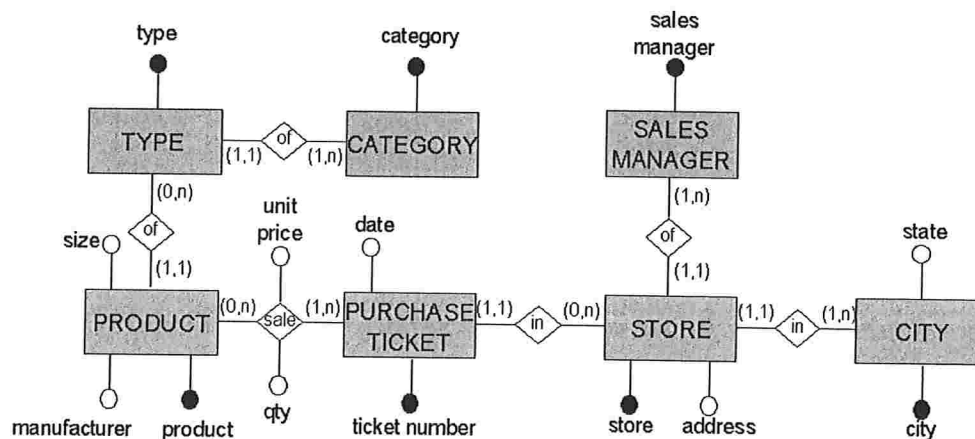 type
category
sales
manager
TYPE
(1,1)
of
(1,n)
CATEGORY
SALES
MANAGER
(0,n)
of
(1,1)
size
unit
price
date
(1,n)
of
(1,1)
state
PRODUCT
(0,n)
sale
(1,n)
PURCHASE
TICKET
(1,1)
in
(0,n)
STORE
(1,1)
in
(1,n)
CITY
manufacturer
product
qty
ticket number
store
address
city